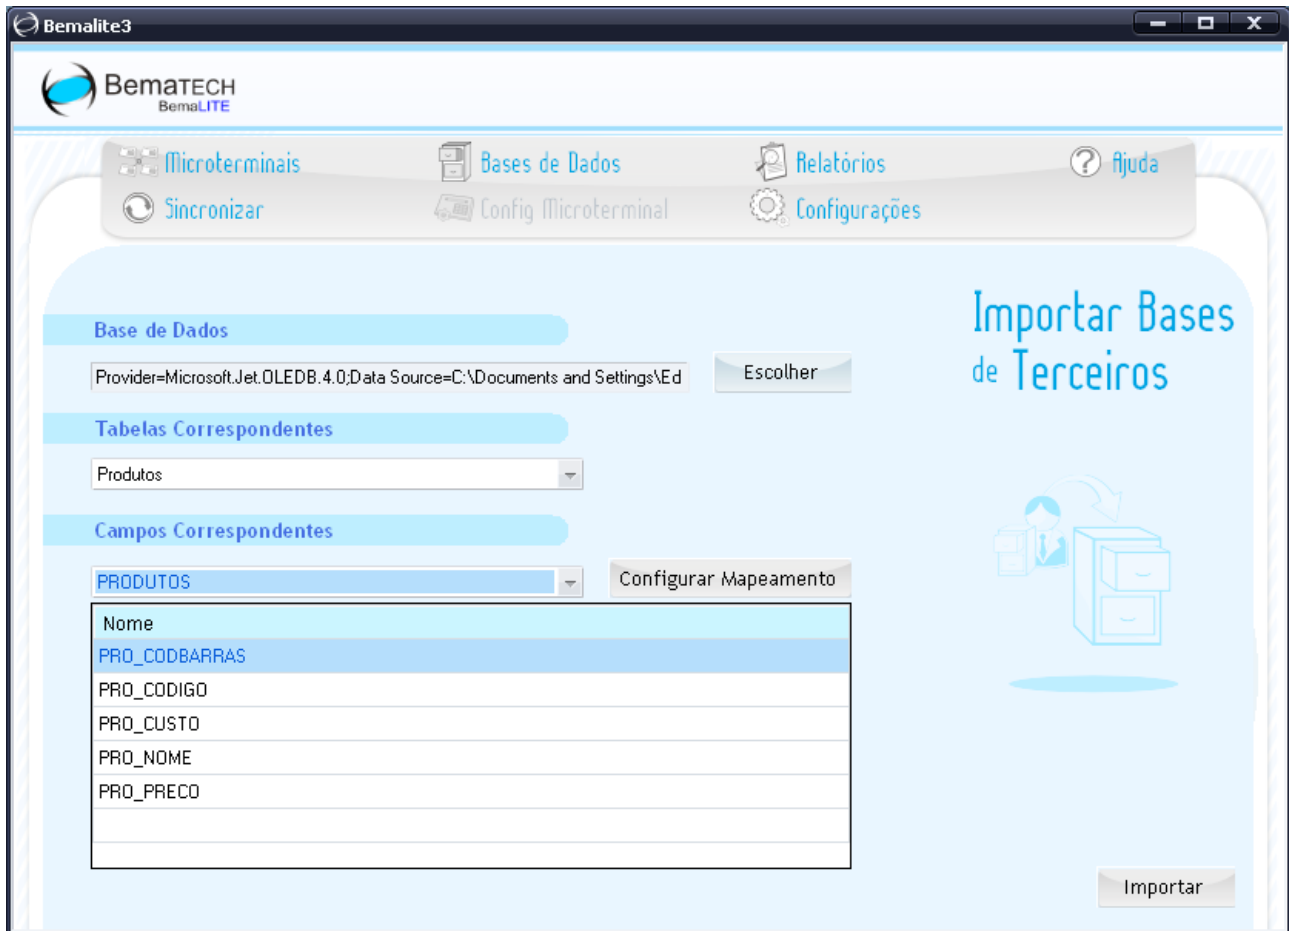 Bemalite3
BEMATECH
BemaLITE
Microterminais
Bases de Dados
Relatórios
Ajuda
Sincronizar
Config Microterminal
Configurações
Importar Bases
de Terceiros
Base de Dados
Provider=Microsoft.Jet.OLEDB.4.0;Data Source=C:\Documents and Settings\Ed
Escolher
Tabelas Correspondentes
Produtos
Campos Correspondentes
PRODUTOS
Configurar Mapeamento
Nome
PRO_CODBARRAS
PRO_CODIGO
PRO_CUSTO
PRO_NOME
PRO_PRECO
Importar